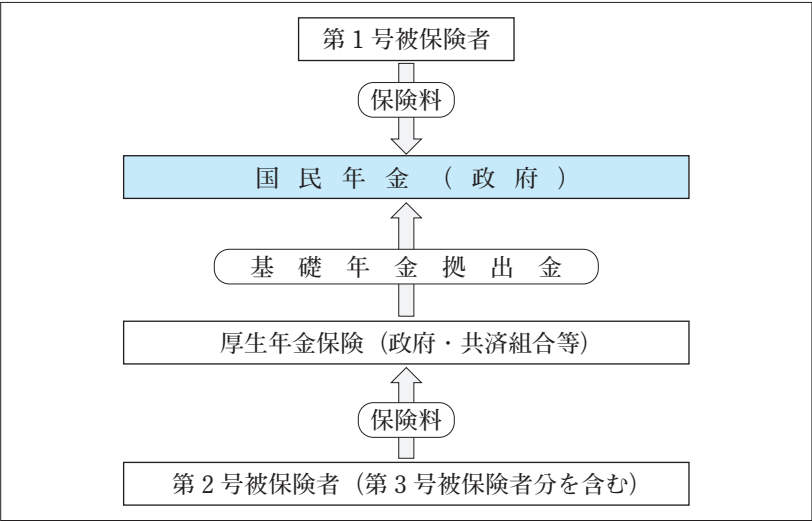 第1号被保険者
保険料
国民年金(政府)
基礎年金拠出金
厚生年金保険(政府・共済組合等)
保険料
第2号被保険者(第3号被保険者分を含む)